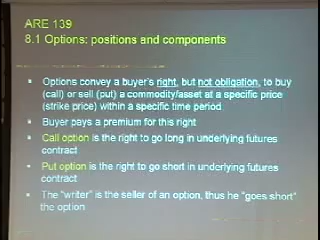 ARE 139
8.1 Options: positions and components
Options convey a buyer's right, but not obligation, to buy
(call) or sell (put) a commodity/asset at a specific price
(strike price) within a specific time period
Buyer pays a premium for this right
Call option is the right to go long in underlying futures
contract
Put option is the right to go short in underlying futures
contract
The "writer" is the seller of an option, thus he "goes short"
the option